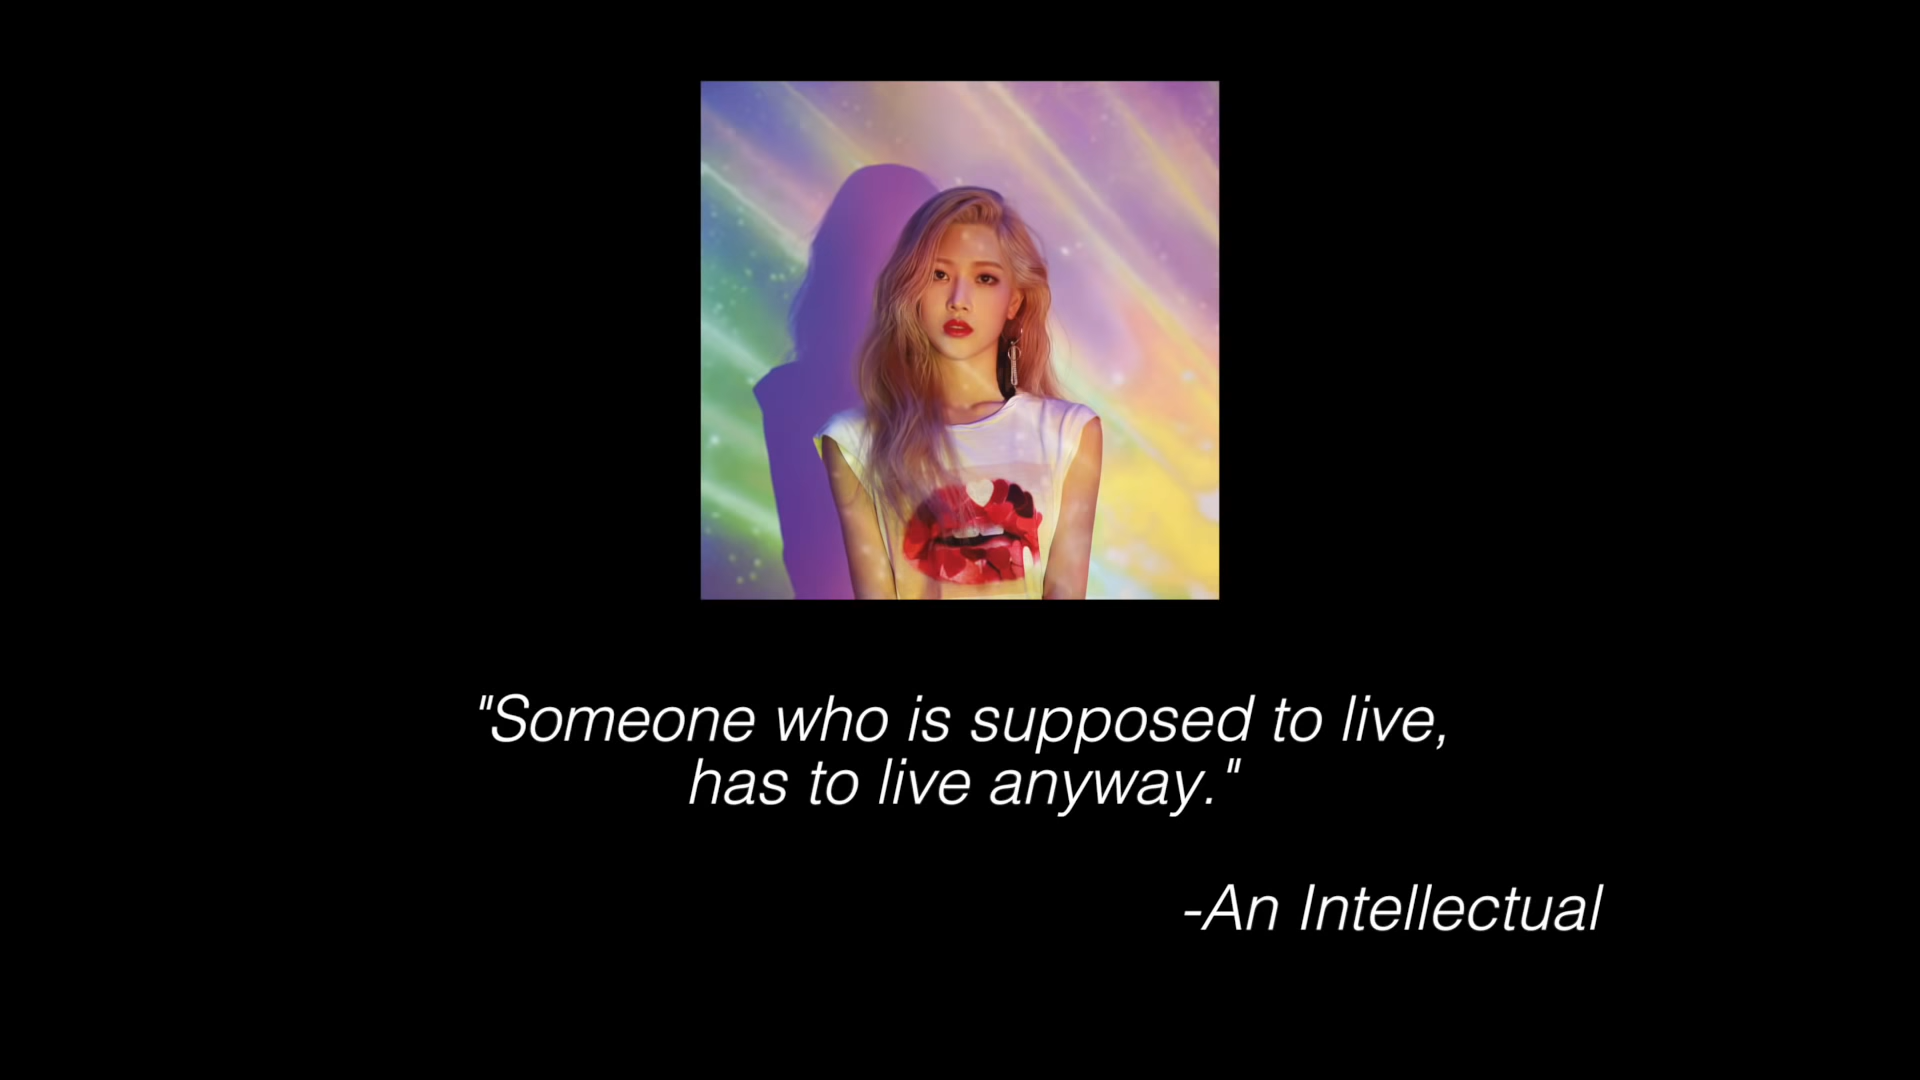 "Someone who is supposed to live,
has to live anyway."
-An Intellectual